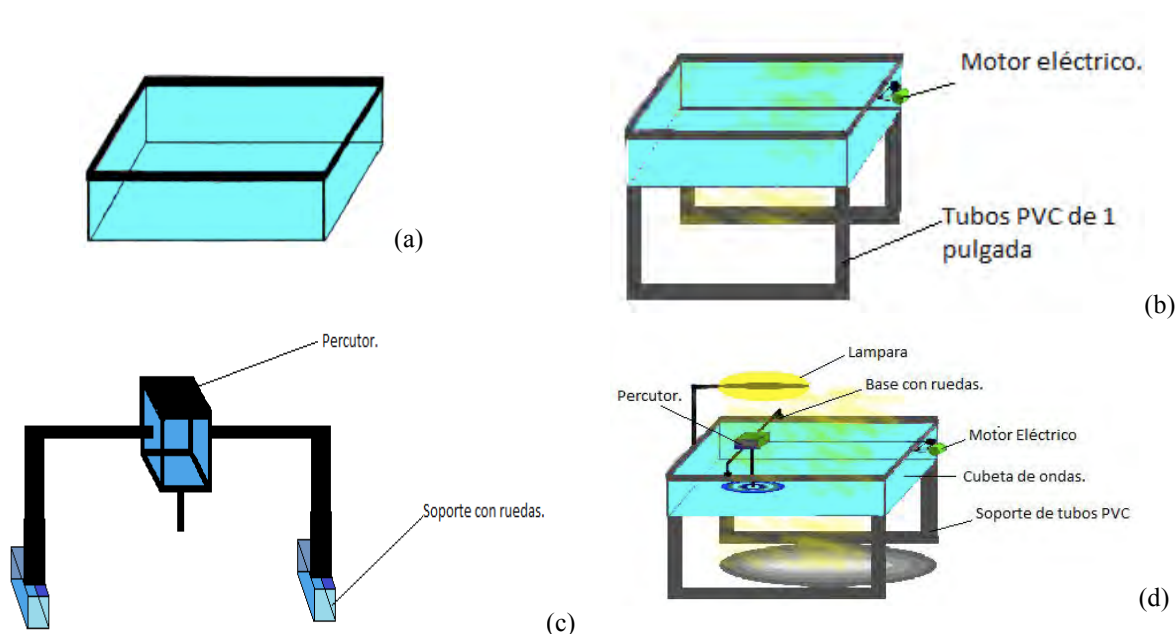 (a)
Motor eléctrico.
Tubos PVC de 1
pulgada
(b)
Percutor.
Soporte con ruedas.
(c)
Lampara
Base con ruedas.
Percutor.
Motor Eléctrico
Cubeta de ondas.
Soporte de tubos PVC
(d)